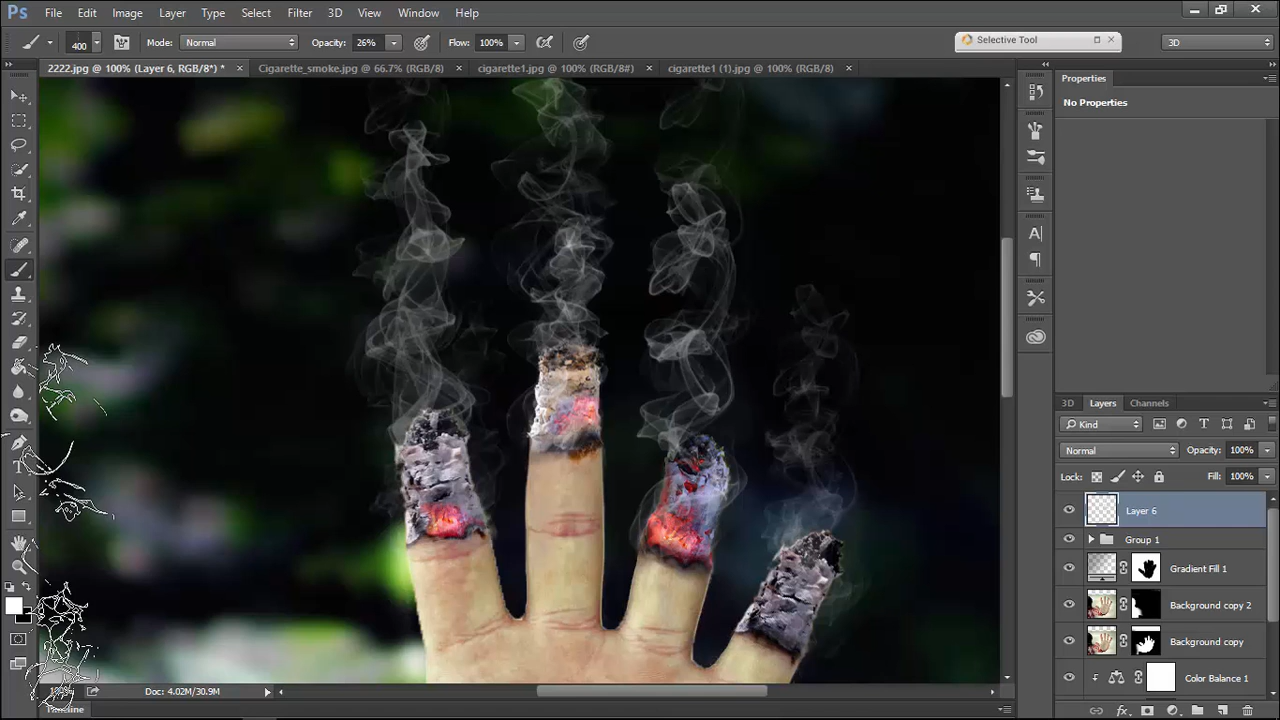 Ps File Edit Image Layer Type Select Filter 3D View Window Help
400 Mode: Normal Opacity: 26% Flow: 100% Selective Tool 3D
2222.jpg @ 100% (Layer 6, RGB/8*) * × Cigarette_smoke.jpg @ 66.7% (RGB/8) × cigarette1.jpg @ 100% (RGB/8#) × cigarette1 (1).jpg @ 100% (RGB/8) ×
Properties
No Properties
3D Layers Channels
Kind
Normal Opacity: 100%
Lock: Fill: 100%
Layer 6
Group 1
Gradient Fill 1
Background copy 2
Background copy
Color Balance 1
Doc: 4.02M/30.9M
Timeline